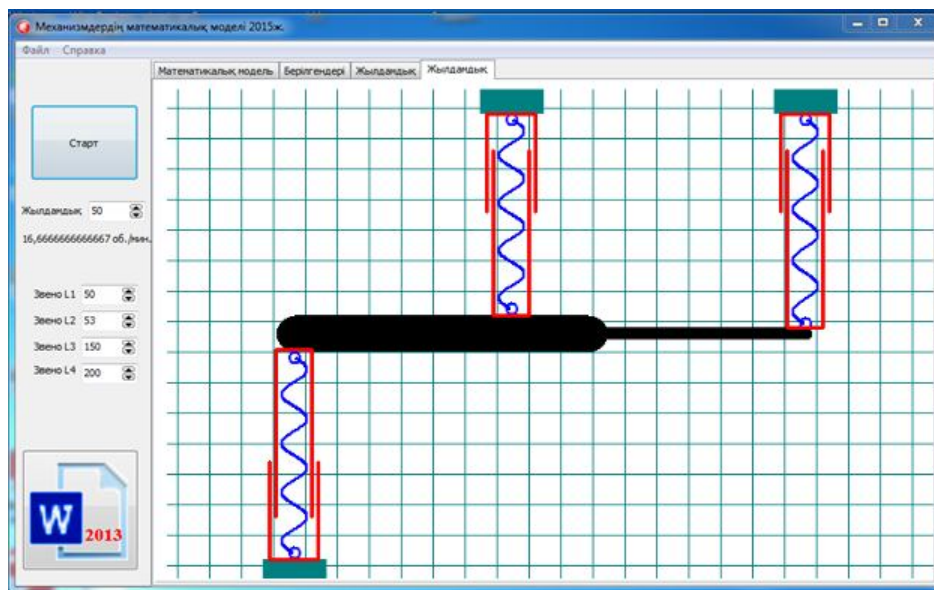 Механизмдердің математикалық моделі 2015ж.
Файл Справка
Математикалық модель Берілгендері Жылдамдық Жылдамдық
Старт
Жылдамдық 50
16,6666666666667 об./мин.
Звено L1 50
Звено L2 53
Звено L3 150
Звено L4 200
W 2013